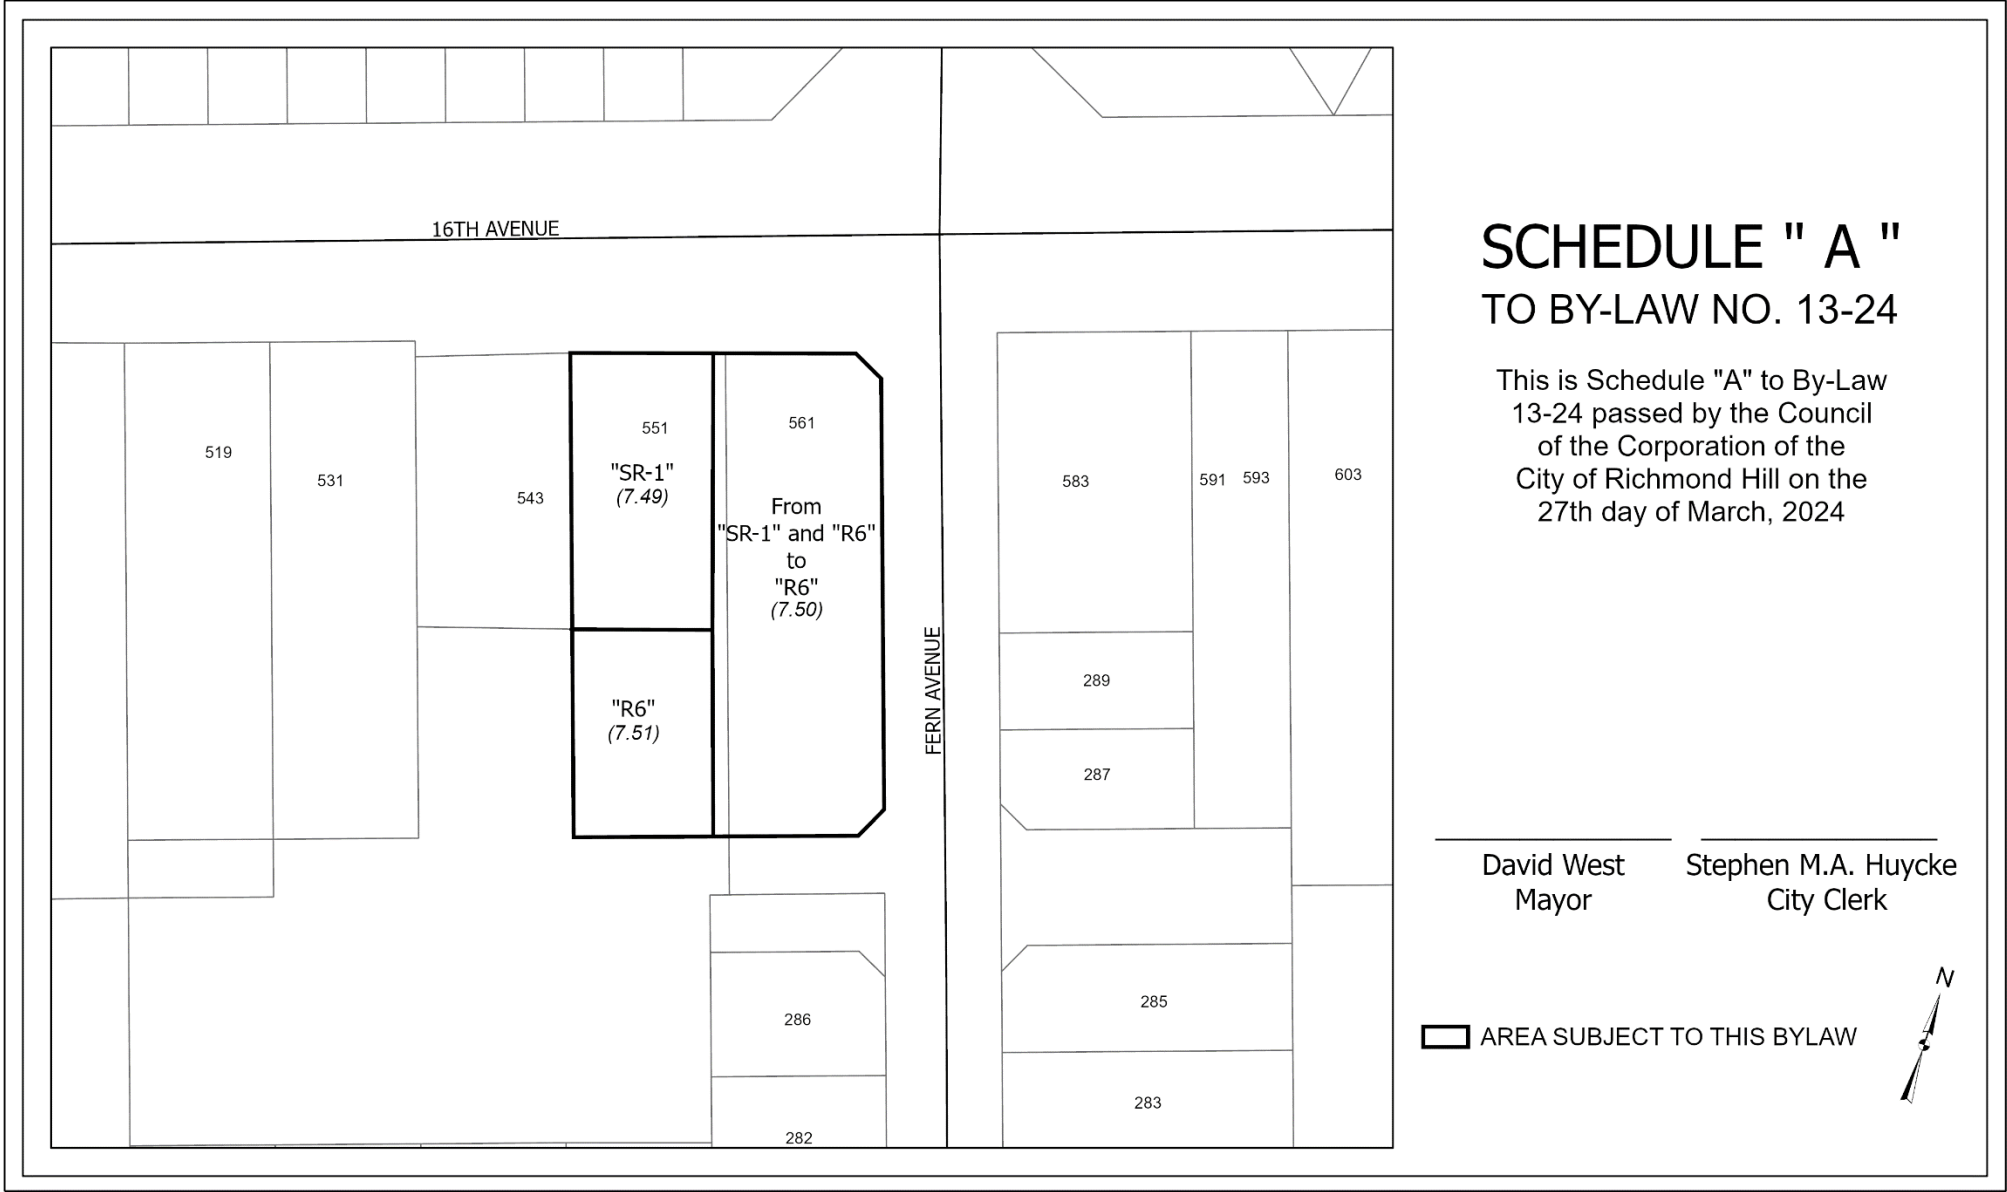 16TH AVENUE
SCHEDULE " A "
TO BY-LAW NO. 13-24
This is Schedule "A" to By-Law
13-24 passed by the Council
of the Corporation of the
City of Richmond Hill on the
27th day of March, 2024
519
531
543
551
"SR-1"
(7.49)
561
From
"SR-1" and "R6"
to
"R6"
(7.50)
"R6"
(7.51)
FERN AVENUE
583
591
593
603
289
287
286
282
285
283
David West
Mayor
Stephen M.A. Huycke
City Clerk
N
AREA SUBJECT TO THIS BYLAW